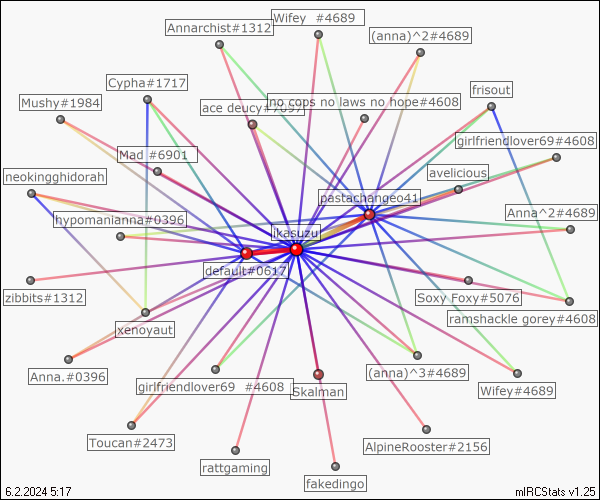 Annarchist#1312
Wifey  #4689
(anna)^2#4689
Cypha#1717
frisout
Mushy#1984
ace deucy#7097
no cops no laws no hope#4608
girlfriendlover69#4608
Mad #6901
neokingghidorah
avelicious
pastachangeo41
hypomanianna#0396
Anna^2#4689
ikasuzu
default#0617
zibbits#1312
Soxy Foxy#5076
xenoyaut
ramshackle gorey#4608
Anna.#0396
girlfriendlover69  #4608
Skalman
(anna)^3#4689
Wifey#4689
Toucan#2473
AlpineRooster#2156
rattgaming
fakedingo
6.2.2024 5:17
mIRCStats v1.25